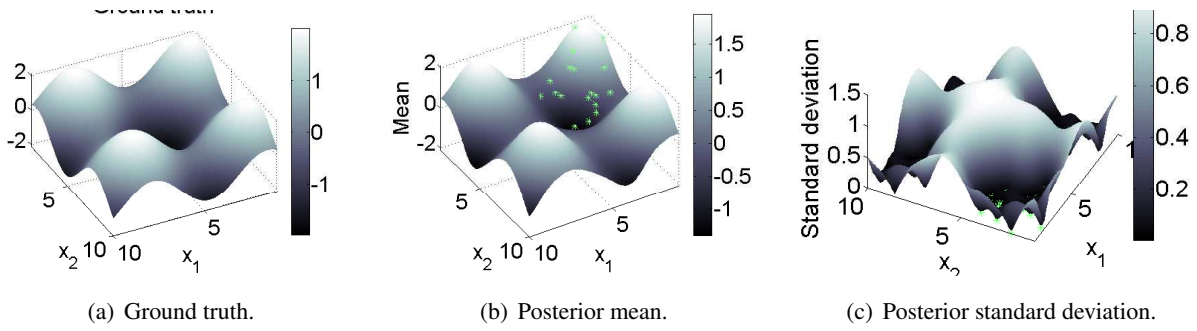 Ground truth
2
0
-2
5
10
x2
10
5
x1
1
0
-1
Mean
2
0
-2
5
10
x2
10
5
x1
1.5
1
0.5
0
-0.5
-1
Standard deviation
1.5
1
0.5
0
10
5
x2
5
1
x1
0.8
0.6
0.4
0.2
(a) Ground truth.
(b) Posterior mean.
(c) Posterior standard deviation.